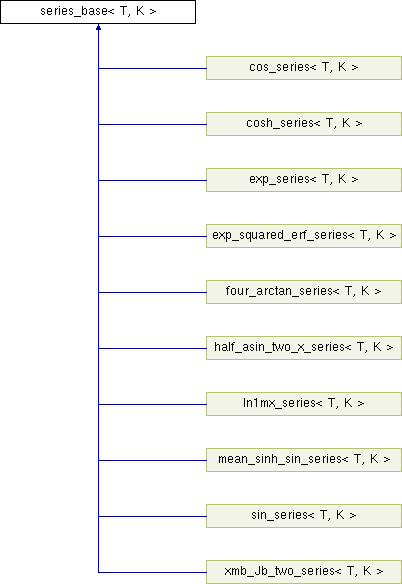 series_base< T, K >
cos_series< T, K >
cosh_series< T, K >
exp_series< T, K >
exp_squared_erf_series< T, K >
four_arctan_series< T, K >
half_asin_two_x_series< T, K >
ln1mx_series< T, K >
mean_sinh_sin_series< T, K >
sin_series< T, K >
xmb_Jb_two_series< T, K >